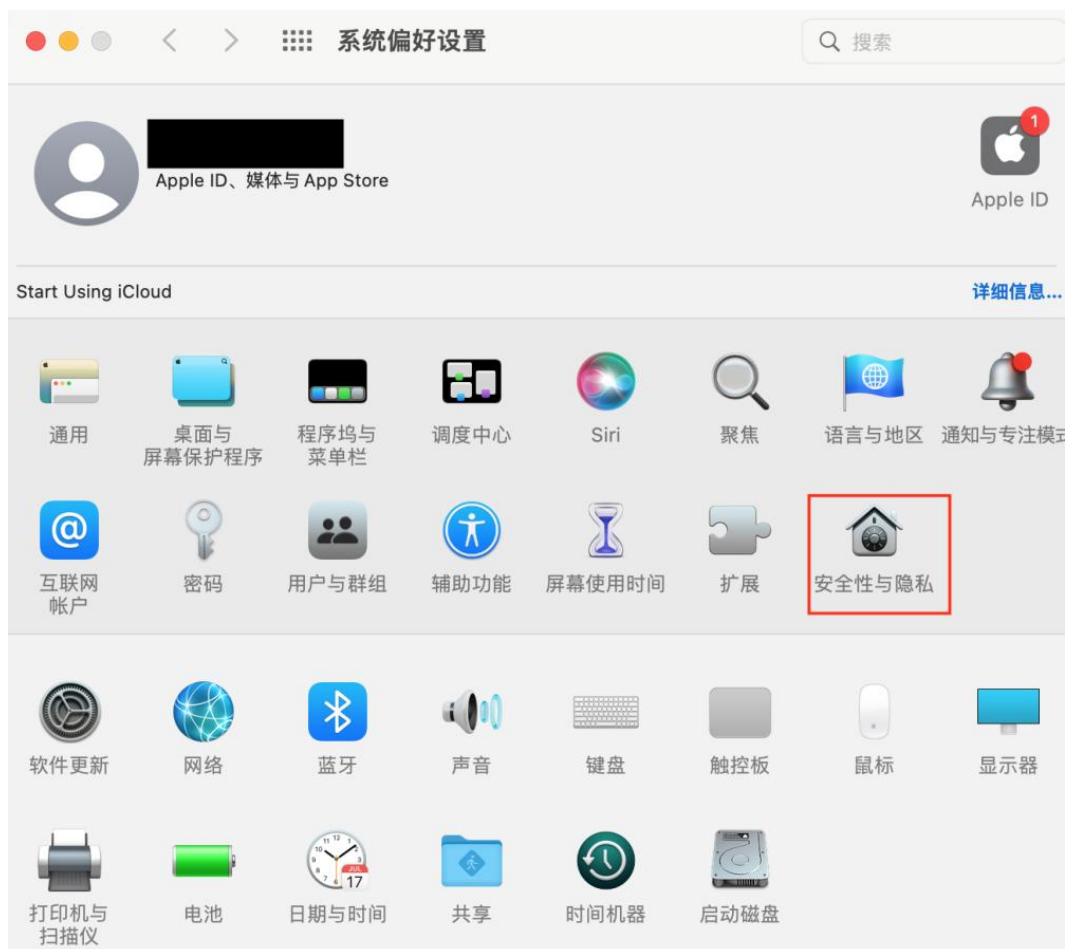 系统偏好设置
搜索
Apple ID、媒体与 App Store
1
Apple ID
Start Using iCloud
详细信息...
通用
桌面与
屏幕保护程序
程序坞与
菜单栏
调度中心
Siri
聚焦
语言与地区
通知与专注模式
互联网
帐户
密码
用户与群组
辅助功能
屏幕使用时间
扩展
安全性与隐私
软件更新
网络
蓝牙
声音
键盘
触控板
鼠标
显示器
JUL
17
打印机与
扫描仪
电池
日期与时间
共享
时间机器
启动磁盘